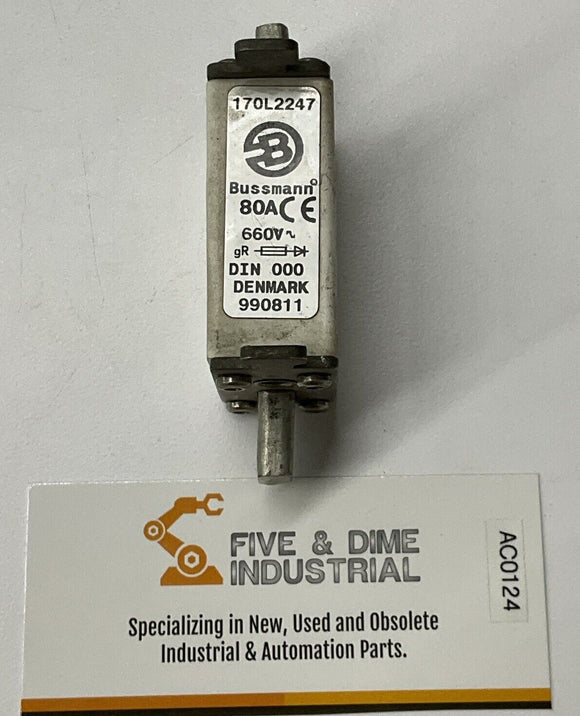 170L2247
B
Bussmann®
80A CE
660V~
gR
DIN 000
DENMARK
990811
FIVE & DIME
INDUSTRIAL
AC0124
Specializing in New, Used and Obsolete
Industrial & Automation Parts.